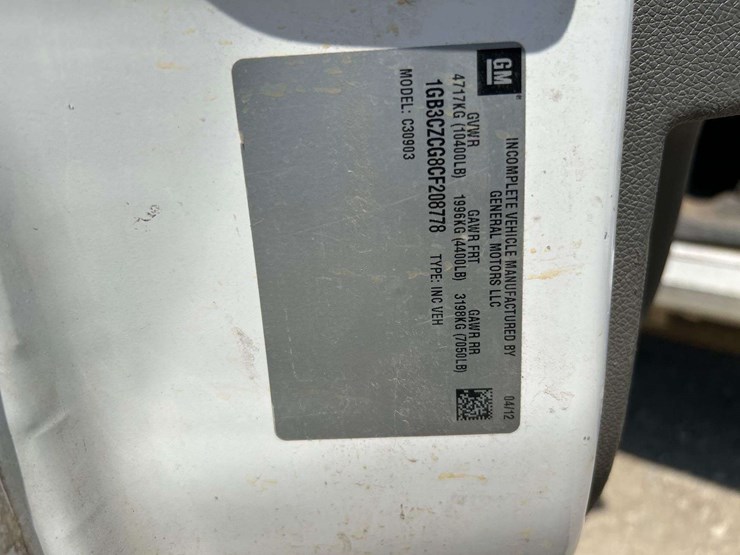 GM
INCOMPLETE VEHICLE MANUFACTURED BY
GENERAL MOTORS LLC
04/12
GVWR GAWR FRT GAWR RR
4717KG (10400LB) 1996KG (4400LB) 3198KG (7050LB)
1GB3CZCG8CF208778 TYPE: INC VEH
MODEL: C30903